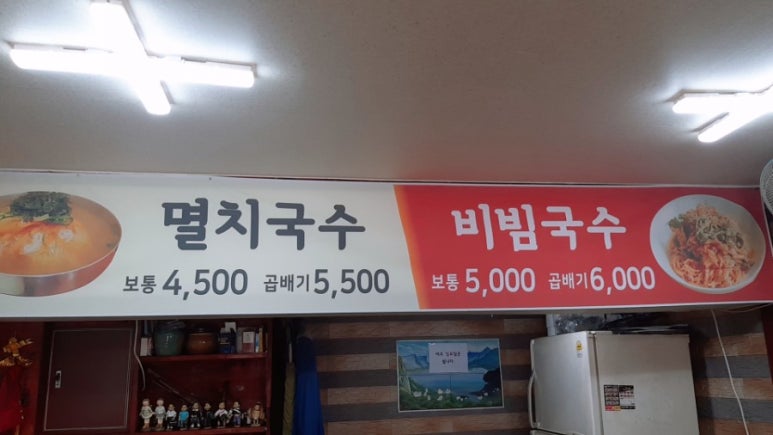 멸치국수
보통 4,500 곱배기 5,500
비빔국수
보통 5,000 곱배기 6,000